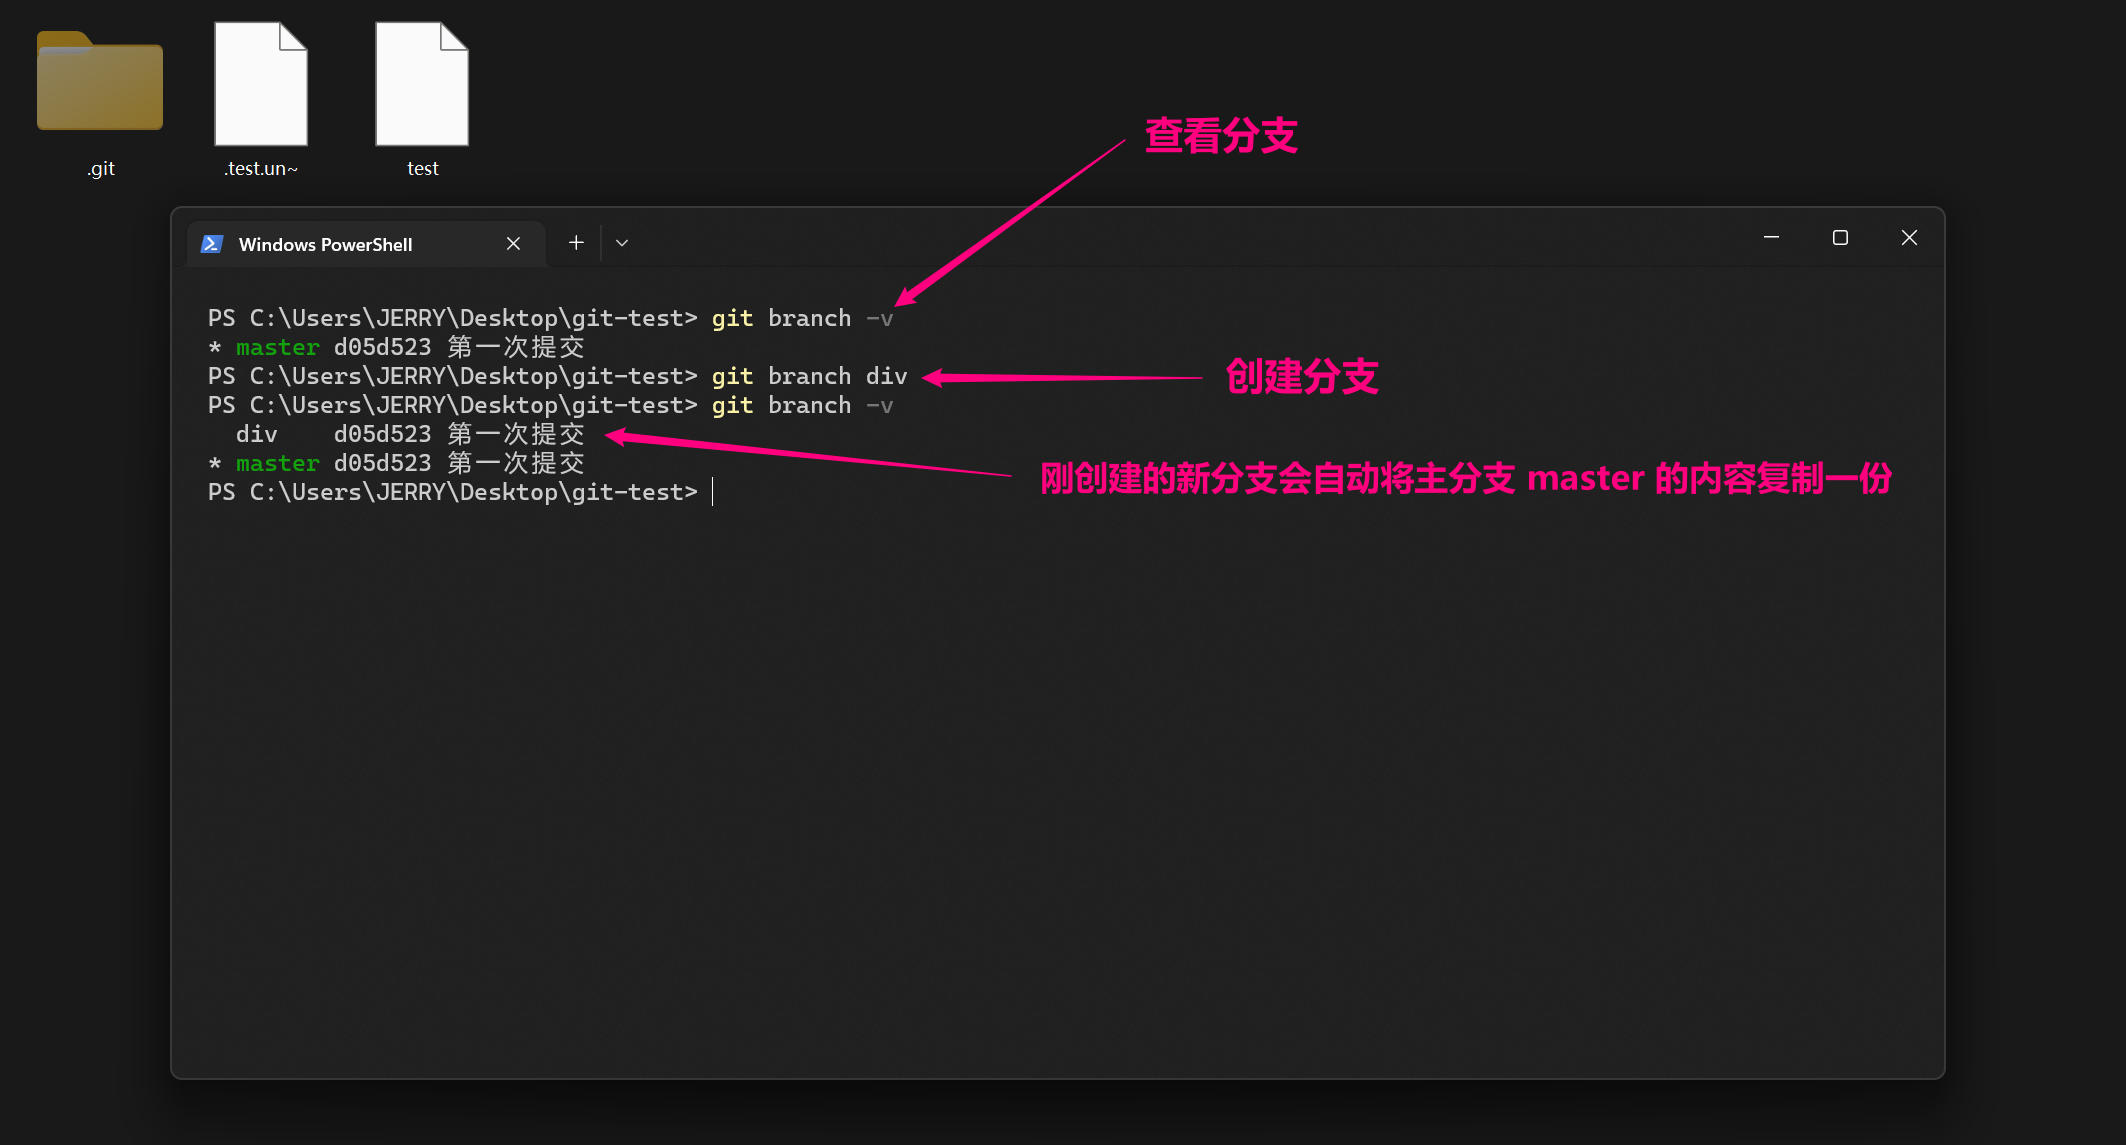 .git
.test.un~
test
查看分支
Windows PowerShell
PS C:\Users\JERRY\Desktop\git-test> git branch -v
* master d05d523 第一次提交
PS C:\Users\JERRY\Desktop\git-test> git branch div
创建分支
PS C:\Users\JERRY\Desktop\git-test> git branch -v
div d05d523 第一次提交
* master d05d523 第一次提交
刚创建的新分支会自动将主分支 master 的内容复制一份
PS C:\Users\JERRY\Desktop\git-test>